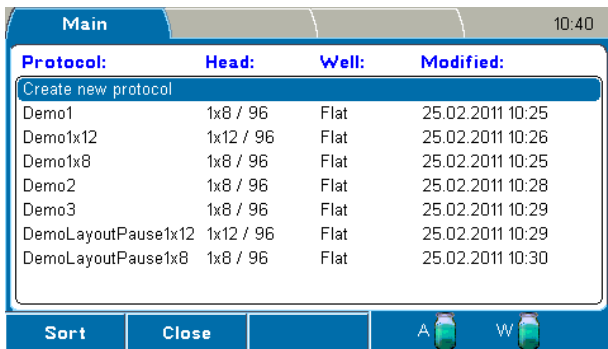 Main 10:40
Protocol: Head: Well: Modified:
Create new protocol
Demo1 1x8 / 96 Flat 25.02.2011 10:25
Demo1x12 1x12 / 96 Flat 25.02.2011 10:26
Demo1x8 1x8 / 96 Flat 25.02.2011 10:25
Demo2 1x8 / 96 Flat 25.02.2011 10:28
Demo3 1x8 / 96 Flat 25.02.2011 10:29
DemoLayoutPause1x12 1x12 / 96 Flat 25.02.2011 10:29
DemoLayoutPause1x8 1x8 / 96 Flat 25.02.2011 10:30
Sort Close A W